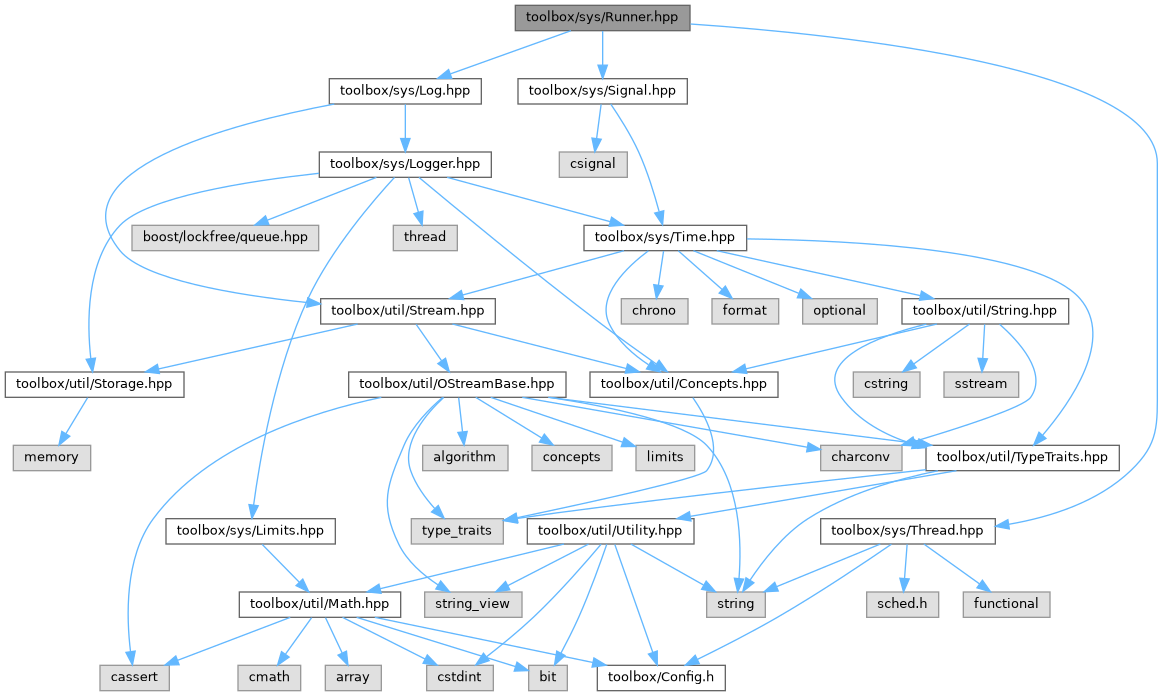 toolbox/sys/Runner.hpp
toolbox/sys/Log.hpp
toolbox/sys/Signal.hpp
toolbox/sys/Logger.hpp
csignal
boost/lockfree/queue.hpp
thread
toolbox/sys/Time.hpp
toolbox/util/Stream.hpp
chrono
format
optional
toolbox/util/String.hpp
toolbox/util/Storage.hpp
toolbox/util/OStreamBase.hpp
toolbox/util/Concepts.hpp
cstring
sstream
memory
algorithm
concepts
limits
charconv
toolbox/util/TypeTraits.hpp
toolbox/sys/Limits.hpp
type_traits
toolbox/util/Utility.hpp
toolbox/sys/Thread.hpp
toolbox/util/Math.hpp
string_view
string
sched.h
functional
cassert
cmath
array
cstdint
bit
toolbox/Config.h